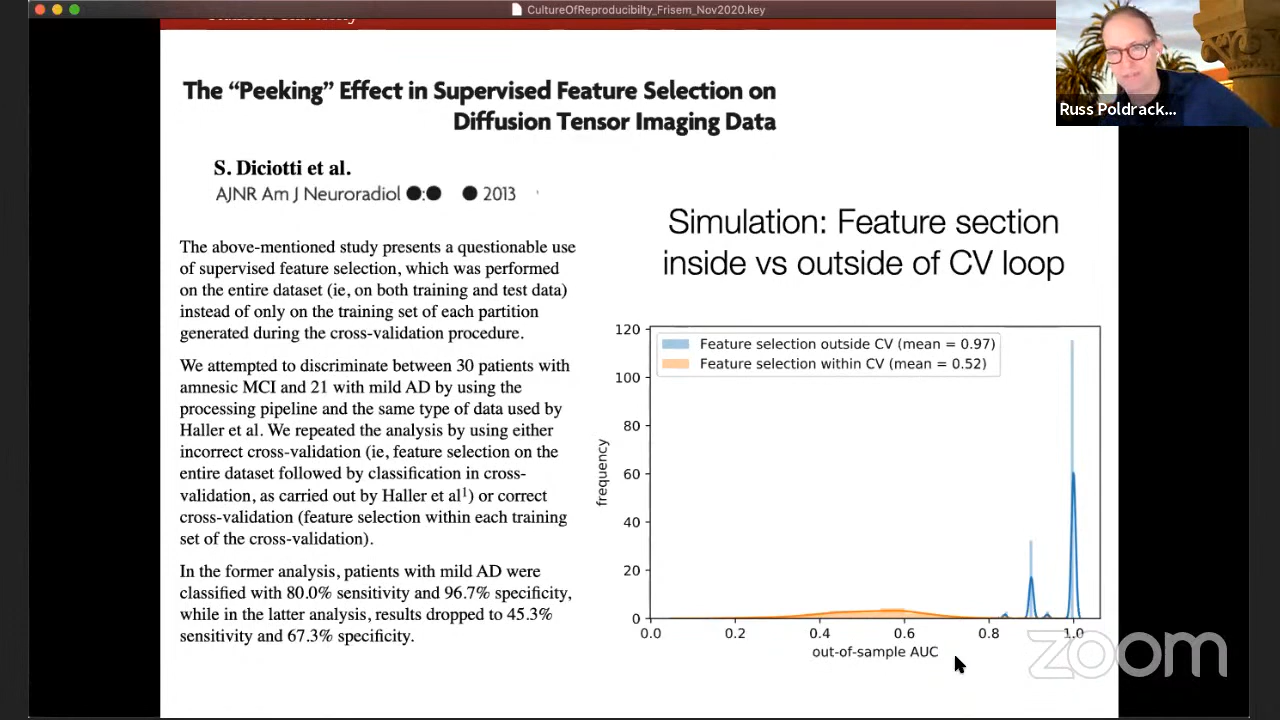 CultureOfReproducibilty_Frisem_Nov2020.key
Russ Poldrack...
The “Peeking” Effect in Supervised Feature Selection on
Diffusion Tensor Imaging Data
S. Diciotti et al.
AJNR Am J Neuroradiol ●:● ● 2013
The above-mentioned study presents a questionable use
of supervised feature selection, which was performed
on the entire dataset (ie, on both training and test data)
instead of only on the training set of each partition
generated during the cross-validation procedure.
We attempted to discriminate between 30 patients with
amnesic MCI and 21 with mild AD by using the
processing pipeline and the same type of data used by
Haller et al. We repeated the analysis by using either
incorrect cross-validation (ie, feature selection on the
entire dataset followed by classification in cross-
validation, as carried out by Haller et al¹) or correct
cross-validation (feature selection within each training
set of the cross-validation).
In the former analysis, patients with mild AD were
classified with 80.0% sensitivity and 96.7% specificity,
while in the latter analysis, results dropped to 45.3%
sensitivity and 67.3% specificity.
Simulation: Feature section
inside vs outside of CV loop
Feature selection outside CV (mean = 0.97)
Feature selection within CV (mean = 0.52)
120
100
80
60
40
20
0
frequency
0.0 0.2 0.4 0.6 0.8 1.0
out-of-sample AUC
zoom